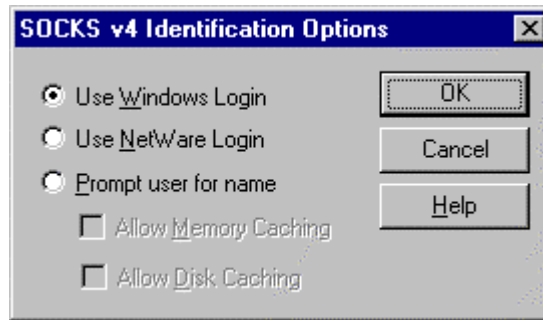 SOCKS v4 Identification Options
Use Windows Login
Use NetWare Login
Prompt user for name
Allow Memory Caching
Allow Disk Caching
OK
Cancel
Help